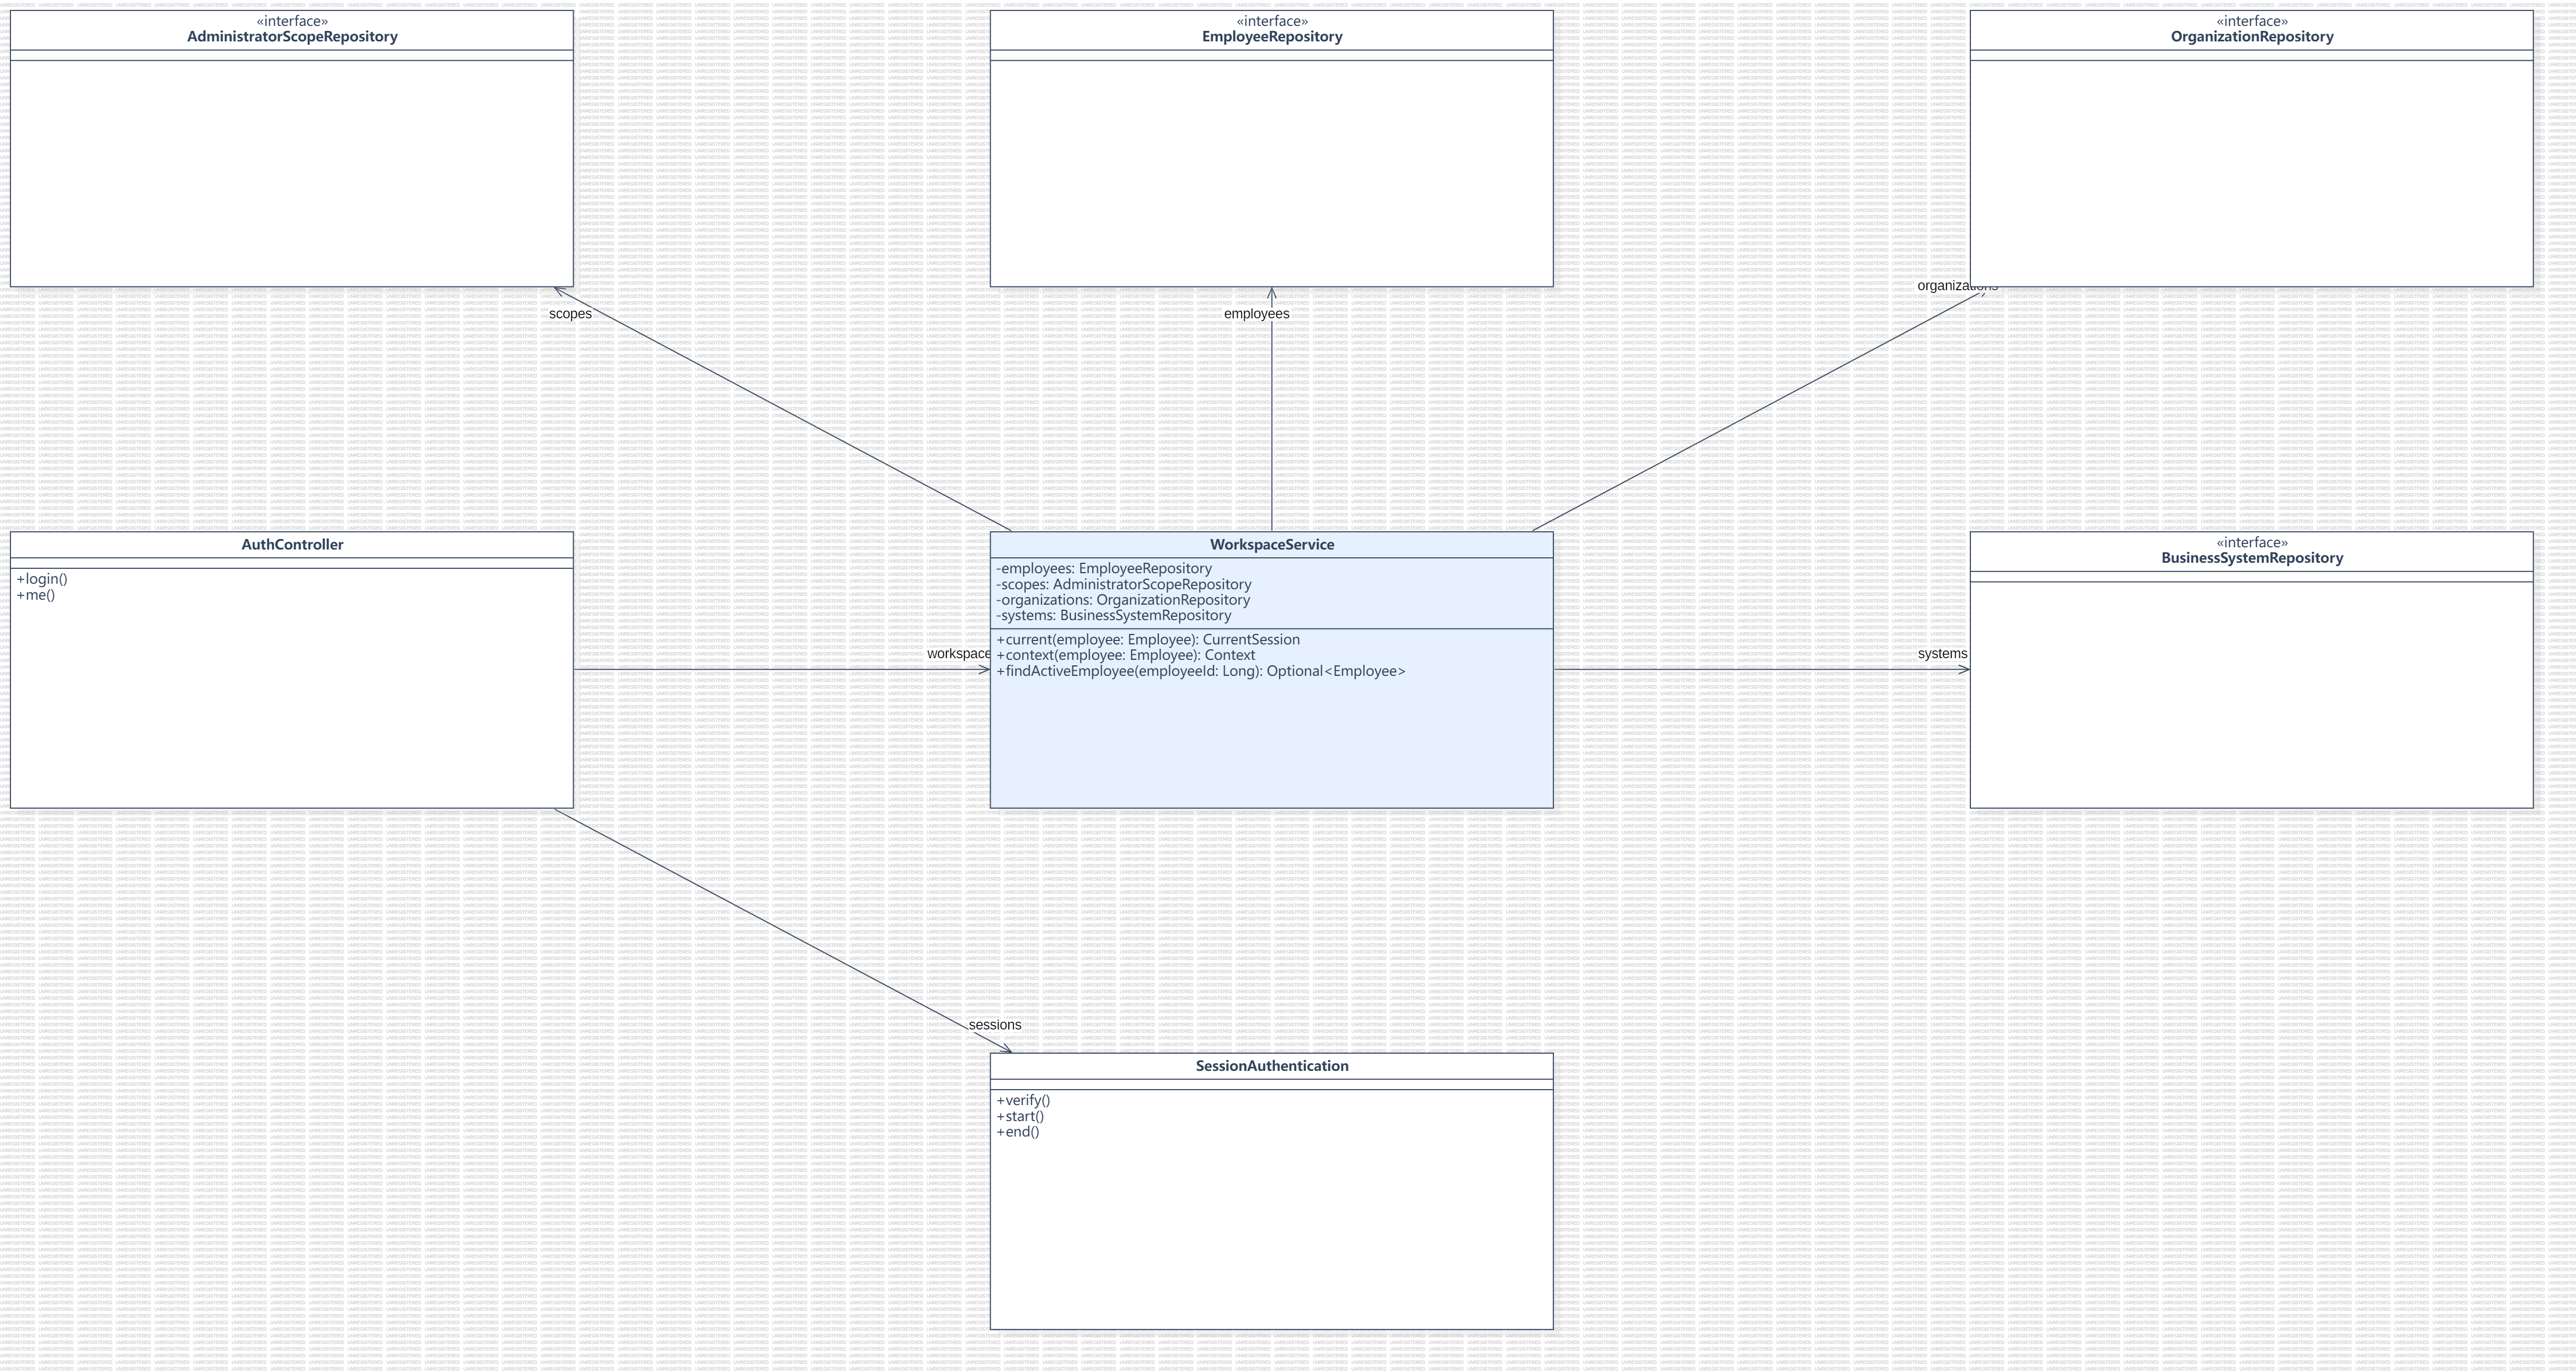 «interface»
AdministratorScopeRepository
«interface»
EmployeeRepository
«interface»
OrganizationRepository
scopes
employees
organizations
AuthController
+login()
+me()
WorkspaceService
-employees: EmployeeRepository
-scopes: AdministratorScopeRepository
-organizations: OrganizationRepository
-systems: BusinessSystemRepository
+current(employee: Employee): CurrentSession
+context(employee: Employee): Context
+findActiveEmployee(employeeId: Long): Optional<Employee>
«interface»
BusinessSystemRepository
workspace
systems
sessions
SessionAuthentication
+verify()
+start()
+end()
UNREGISTERED